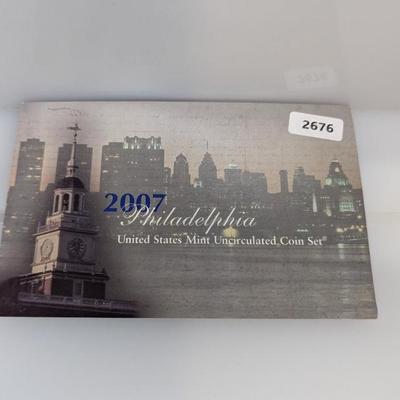 2676
2007
Philadelphia
United States Mint Uncirculated Coin Set®